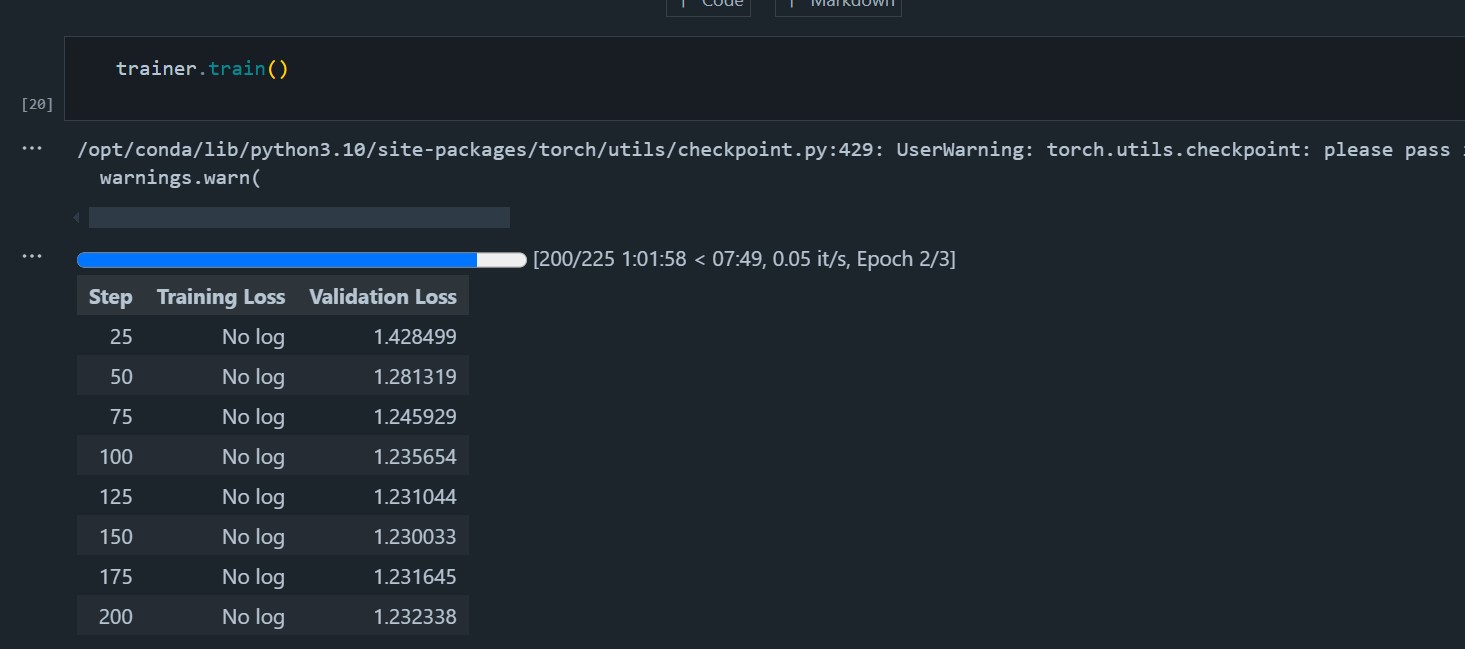 Code Markdown
trainer.train()
[20]
... /opt/conda/lib/python3.10/site-packages/torch/utils/checkpoint.py:429: UserWarning: torch.utils.checkpoint: please pass
warnings.warn(
... [200/225 1:01:58 < 07:49, 0.05 it/s, Epoch 2/3]
Step Training Loss Validation Loss
25 No log 1.428499
50 No log 1.281319
75 No log 1.245929
100 No log 1.235654
125 No log 1.231044
150 No log 1.230033
175 No log 1.231645
200 No log 1.232338